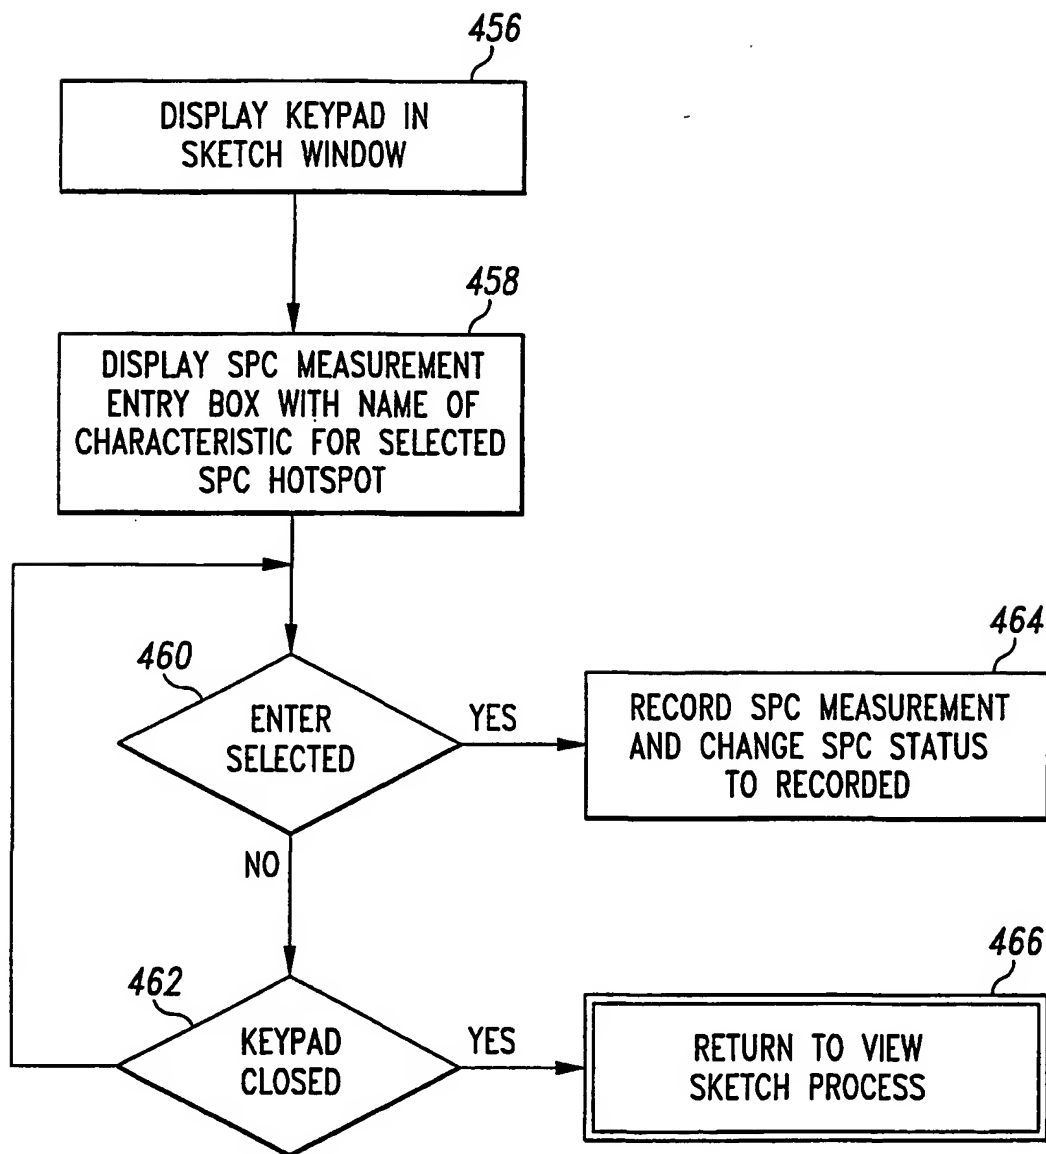 456
DISPLAY KEYPAD IN
SKETCH WINDOW
458
DISPLAY SPC MEASUREMENT
ENTRY BOX WITH NAME OF
CHARACTERISTIC FOR SELECTED
SPC HOTSPOT
460
ENTER
SELECTED
YES
464
RECORD SPC MEASUREMENT
AND CHANGE SPC STATUS
TO RECORDED
NO
462
KEYPAD
CLOSED
YES
466
RETURN TO VIEW
SKETCH PROCESS